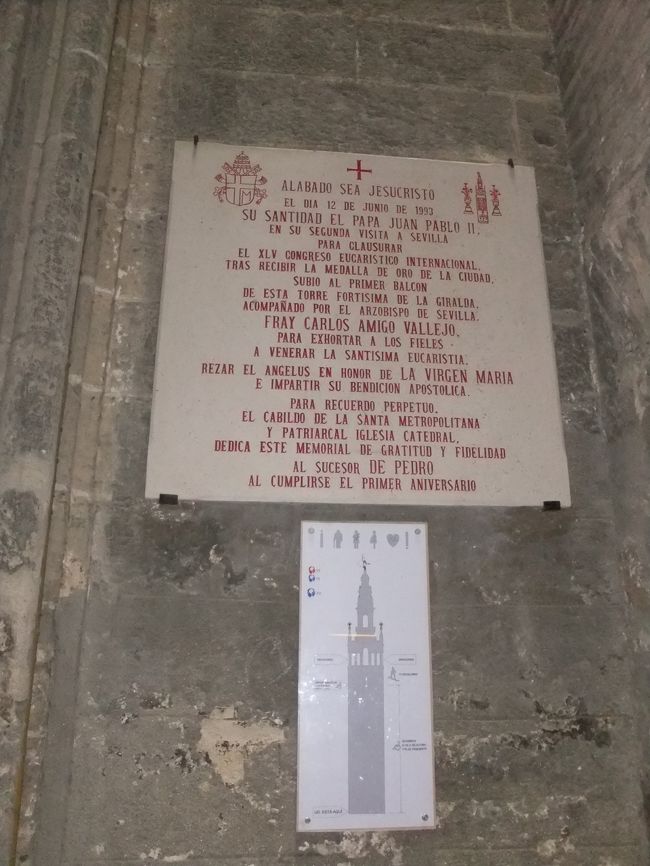 ALABADO SEA JESUCRISTO
EL DIA 12 DE JUNIO DE 1993
SU SANTIDAD EL PAPA JUAN PABLO II.
EN SU SEGUNDA VISITA A SEVILLA
PARA CLAUSURAR
EL XLV CONGRESO EUCARISTICO INTERNACIONAL,
TRAS RECIBIR LA MEDALLA DE ORO DE LA CIUDAD,
SUBIO AL PRIMER BALCON
DE ESTA TORRE FORTISIMA DE LA GIRALDA,
ACOMPAÑADO POR EL ARZOBISPO DE SEVILLA.
FRAY CARLOS AMIGO VALLEJO,
PARA EXHORTAR A LOS FIELES
A VENERAR LA SANTISIMA EUCARISTIA.
REZAR EL ANGELUS EN HONOR DE LA VIRGEN MARIA
E IMPARTIR SU BENDICION APOSTOLICA.
PARA RECUERDO PERPETUO.
EL CABILDO DE LA SANTA METROPOLITANA
Y PATRIARCAL IGLESIA CATEDRAL,
DEDICA ESTE MEMORIAL DE GRATITUD Y FIDELIDAD
AL SUCESOR DE PEDRO
AL CUMPLIRSE EL PRIMER ANIVERSARIO
UD. ESTA AQUÍ